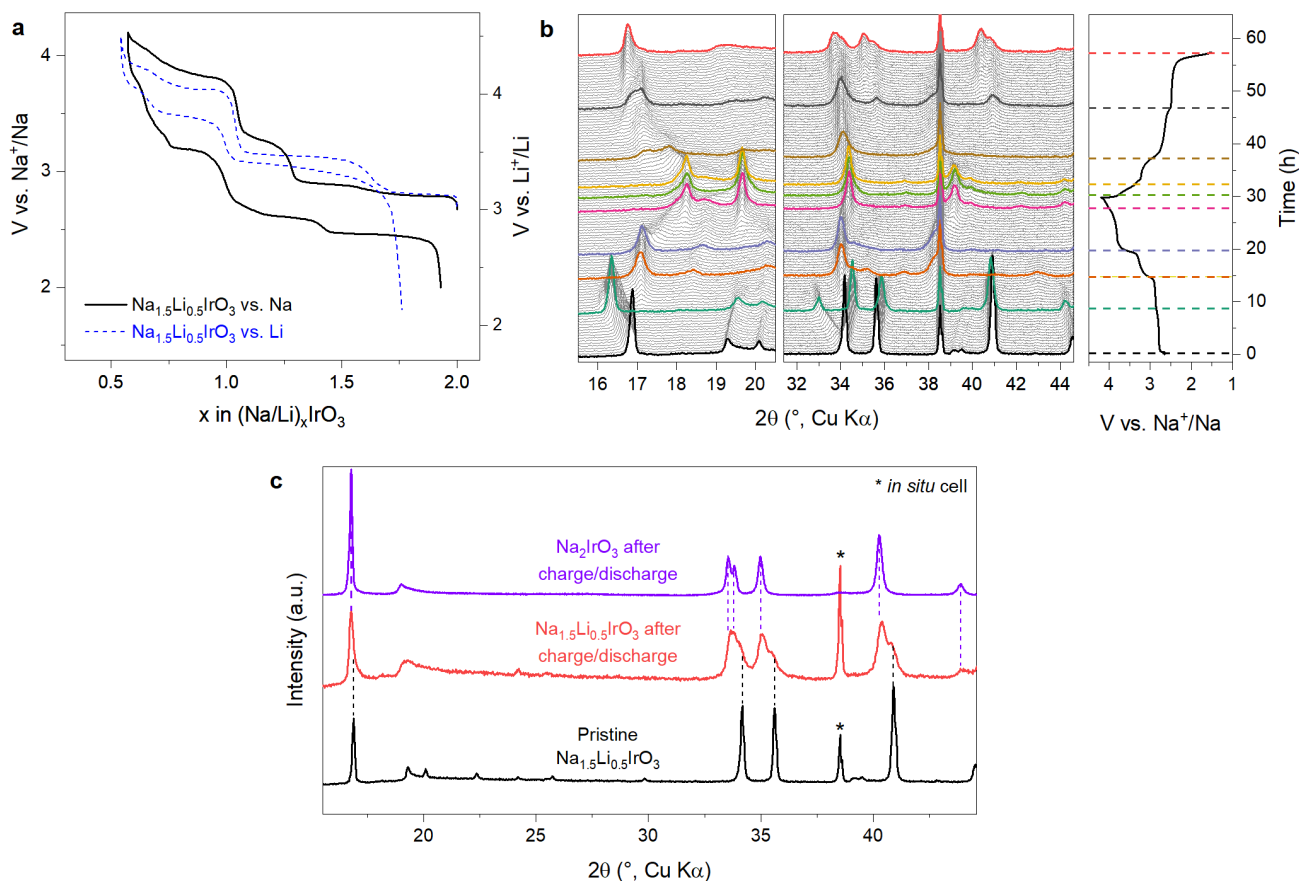 a
V vs. Na⁺/Na
4
3
2
Na₁.₅Li₀.₅IrO₃ vs. Na
Na₁.₅Li₀.₅IrO₃ vs. Li
0.5
1.0
1.5
2.0
x in (Na/Li)ₓIrO₃
4
3
2
V vs. Li⁺/Li
b
16
17
18
19
20
32
34
36
38
40
42
44
2θ (°, Cu Kα)
4
3
2
1
V vs. Na⁺/Na
60
50
40
30
20
10
0
Time (h)
c
* in situ cell
Na₂IrO₃ after
charge/discharge
*
Na₁.₅Li₀.₅IrO₃ after
charge/discharge
*
Pristine
Na₁.₅Li₀.₅IrO₃
Intensity (a.u.)
20
25
30
35
40
2θ (°, Cu Kα)